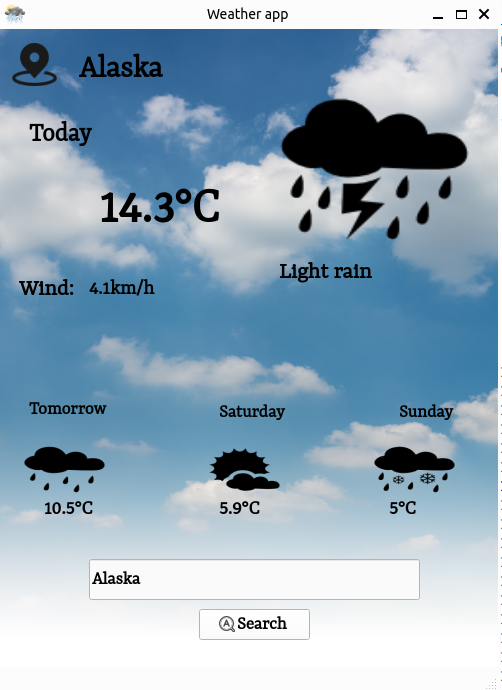 Weather app
Alaska
Today
14.3°C
Light rain
Wind: 4.1km/h
Tomorrow Saturday Sunday
10.5°C 5.9°C 5°C
Alaska
Search